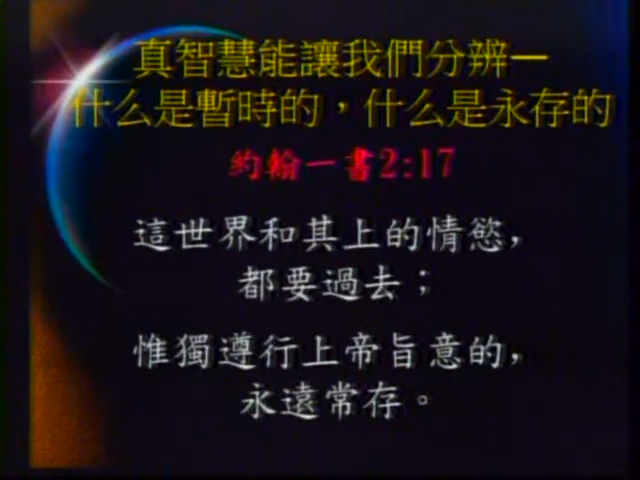 真智慧能讓我們分辨—
什么是暫時的，什么是永存的
約翰一書2:17
這世界和其上的情慾，
都要過去；
惟獨遵行上帝旨意的，
永遠常存。